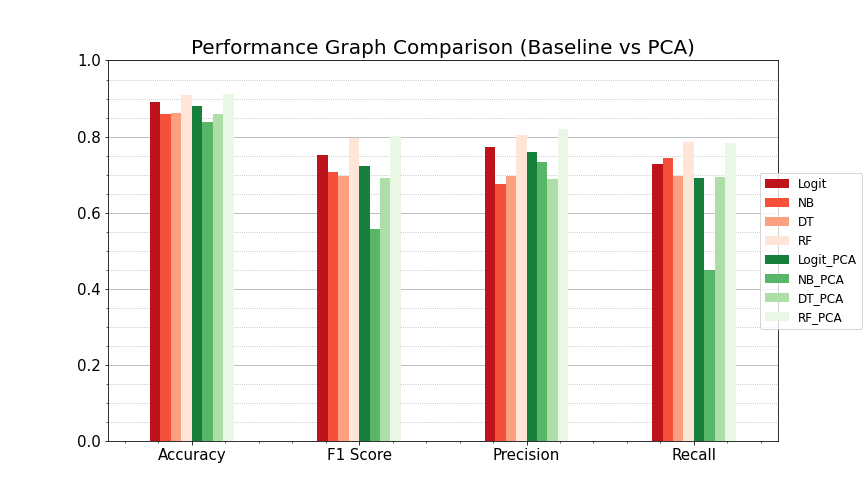 Performance Graph Comparison (Baseline vs PCA)
1.0
0.8
0.6
0.4
0.2
0.0
Accuracy
F1 Score
Precision
Recall
Logit
NB
DT
RF
Logit_PCA
NB_PCA
DT_PCA
RF_PCA